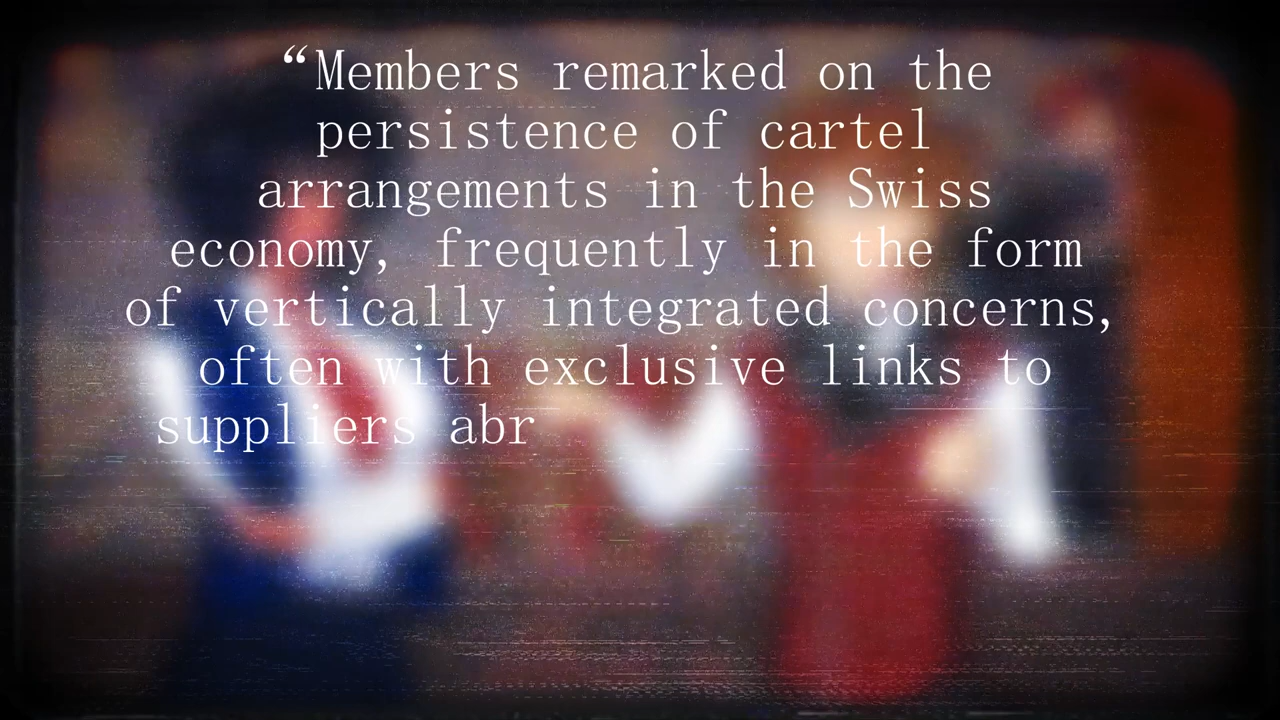 “Members remarked on the
persistence of cartel
arrangements in the Swiss
economy, frequently in the form
of vertically integrated concerns,
often with exclusive links to
suppliers abr